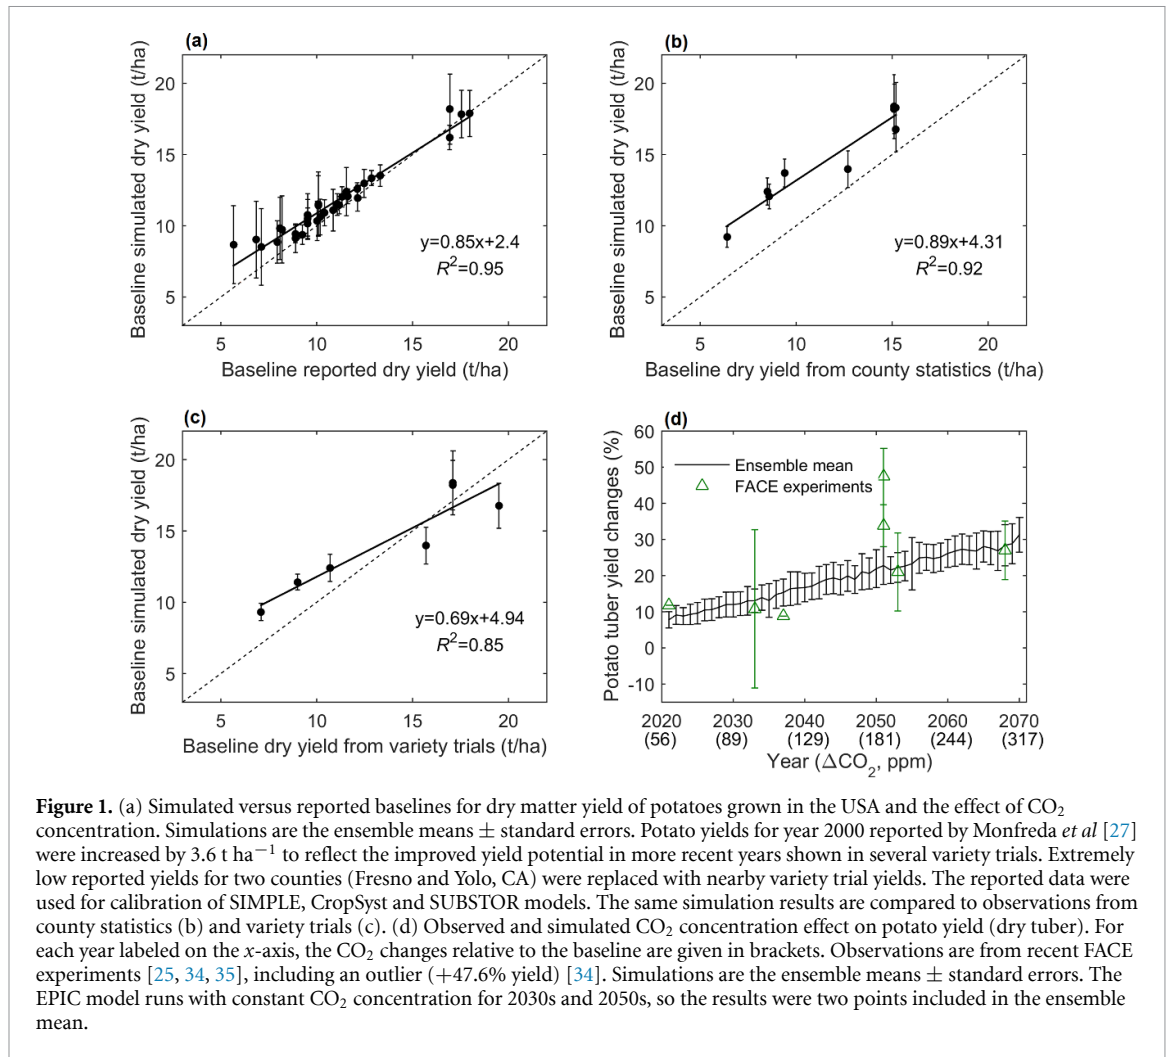 (a)
Baseline simulated dry yield (t/ha)
20
15
10
5
y=0.85x+2.4
R²=0.95
5 10 15 20
Baseline reported dry yield (t/ha)
(b)
Baseline simulated dry yield (t/ha)
20
15
10
5
y=0.89x+4.31
R²=0.92
5 10 15 20
Baseline dry yield from county statistics (t/ha)
(c)
Baseline simulated dry yield (t/ha)
20
15
10
5
y=0.69x+4.94
R²=0.85
5 10 15 20
Baseline dry yield from variety trials (t/ha)
(d)
Potato tuber yield changes (%)
60
50
40
30
20
10
0
-10
Ensemble mean
FACE experiments
2020 2030 2040 2050 2060 2070
(56) (89) (129) (181) (244) (317)
Year (ΔCO₂, ppm)
Figure 1. (a) Simulated versus reported baselines for dry matter yield of potatoes grown in the USA and the effect of CO₂
concentration. Simulations are the ensemble means ± standard errors. Potato yields for year 2000 reported by Monfreda et al [27]
were increased by 3.6 t ha⁻¹ to reflect the improved yield potential in more recent years shown in several variety trials. Extremely
low reported yields for two counties (Fresno and Yolo, CA) were replaced with nearby variety trial yields. The reported data were
used for calibration of SIMPLE, CropSyst and SUBSTOR models. The same simulation results are compared to observations from
county statistics (b) and variety trials (c). (d) Observed and simulated CO₂ concentration effect on potato yield (dry tuber). For
each year labeled on the x-axis, the CO₂ changes relative to the baseline are given in brackets. Observations are from recent FACE
experiments [25, 34, 35], including an outlier (+47.6% yield) [34]. Simulations are the ensemble means ± standard errors. The
EPIC model runs with constant CO₂ concentration for 2030s and 2050s, so the results were two points included in the ensemble
mean.